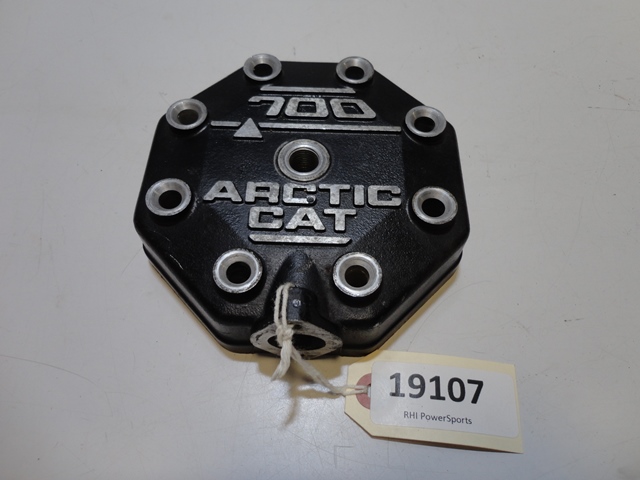 700
ARCTIC
CAT
19107
RHI PowerSports